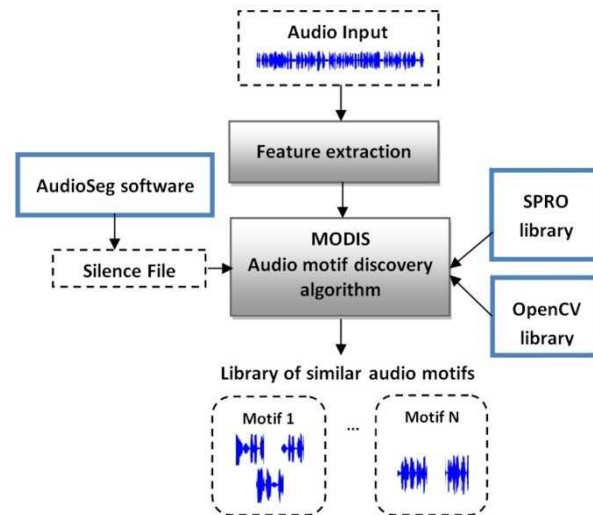 Audio Input
Feature extraction
AudioSeg software
SPRO
library
MODIS
Audio motif discovery
algorithm
Silence File
OpenCV
library
Library of similar audio motifs
Motif 1
...
Motif N